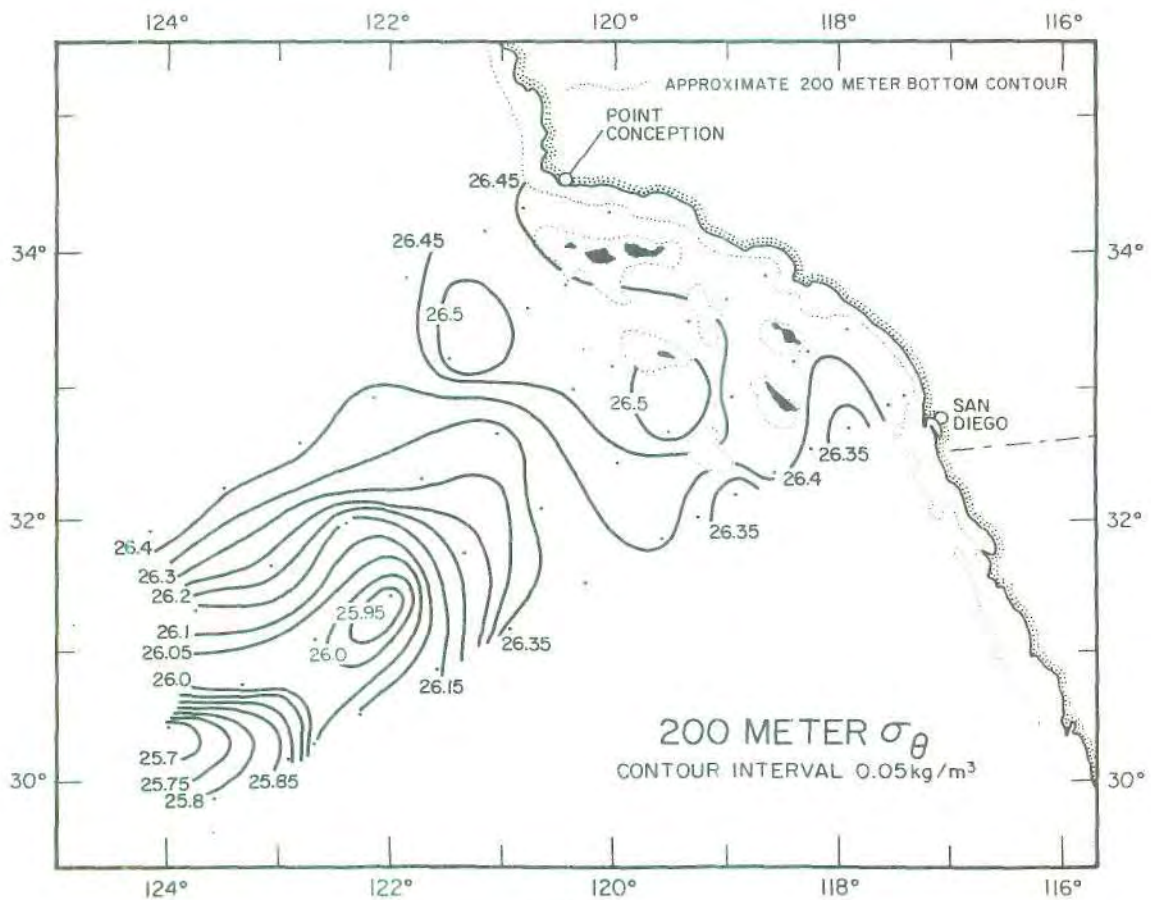 124° 122° 120° 118° 116°
APPROXIMATE 200 METER BOTTOM CONTOUR
POINT
CONCEPTION
26.45
34° 26.45 34°
26.5
26.5
SAN
DIEGO
26.35
26.4
26.35
32° 32°
26.4
26.3
26.2
25.95
26.1
26.05
26.0
26.35
26.0
26.15
200 METER σθ
CONTOUR INTERVAL 0.05kg/m³
25.7
25.75
25.8
25.85
30° 30°
124° 122° 120° 118° 116°